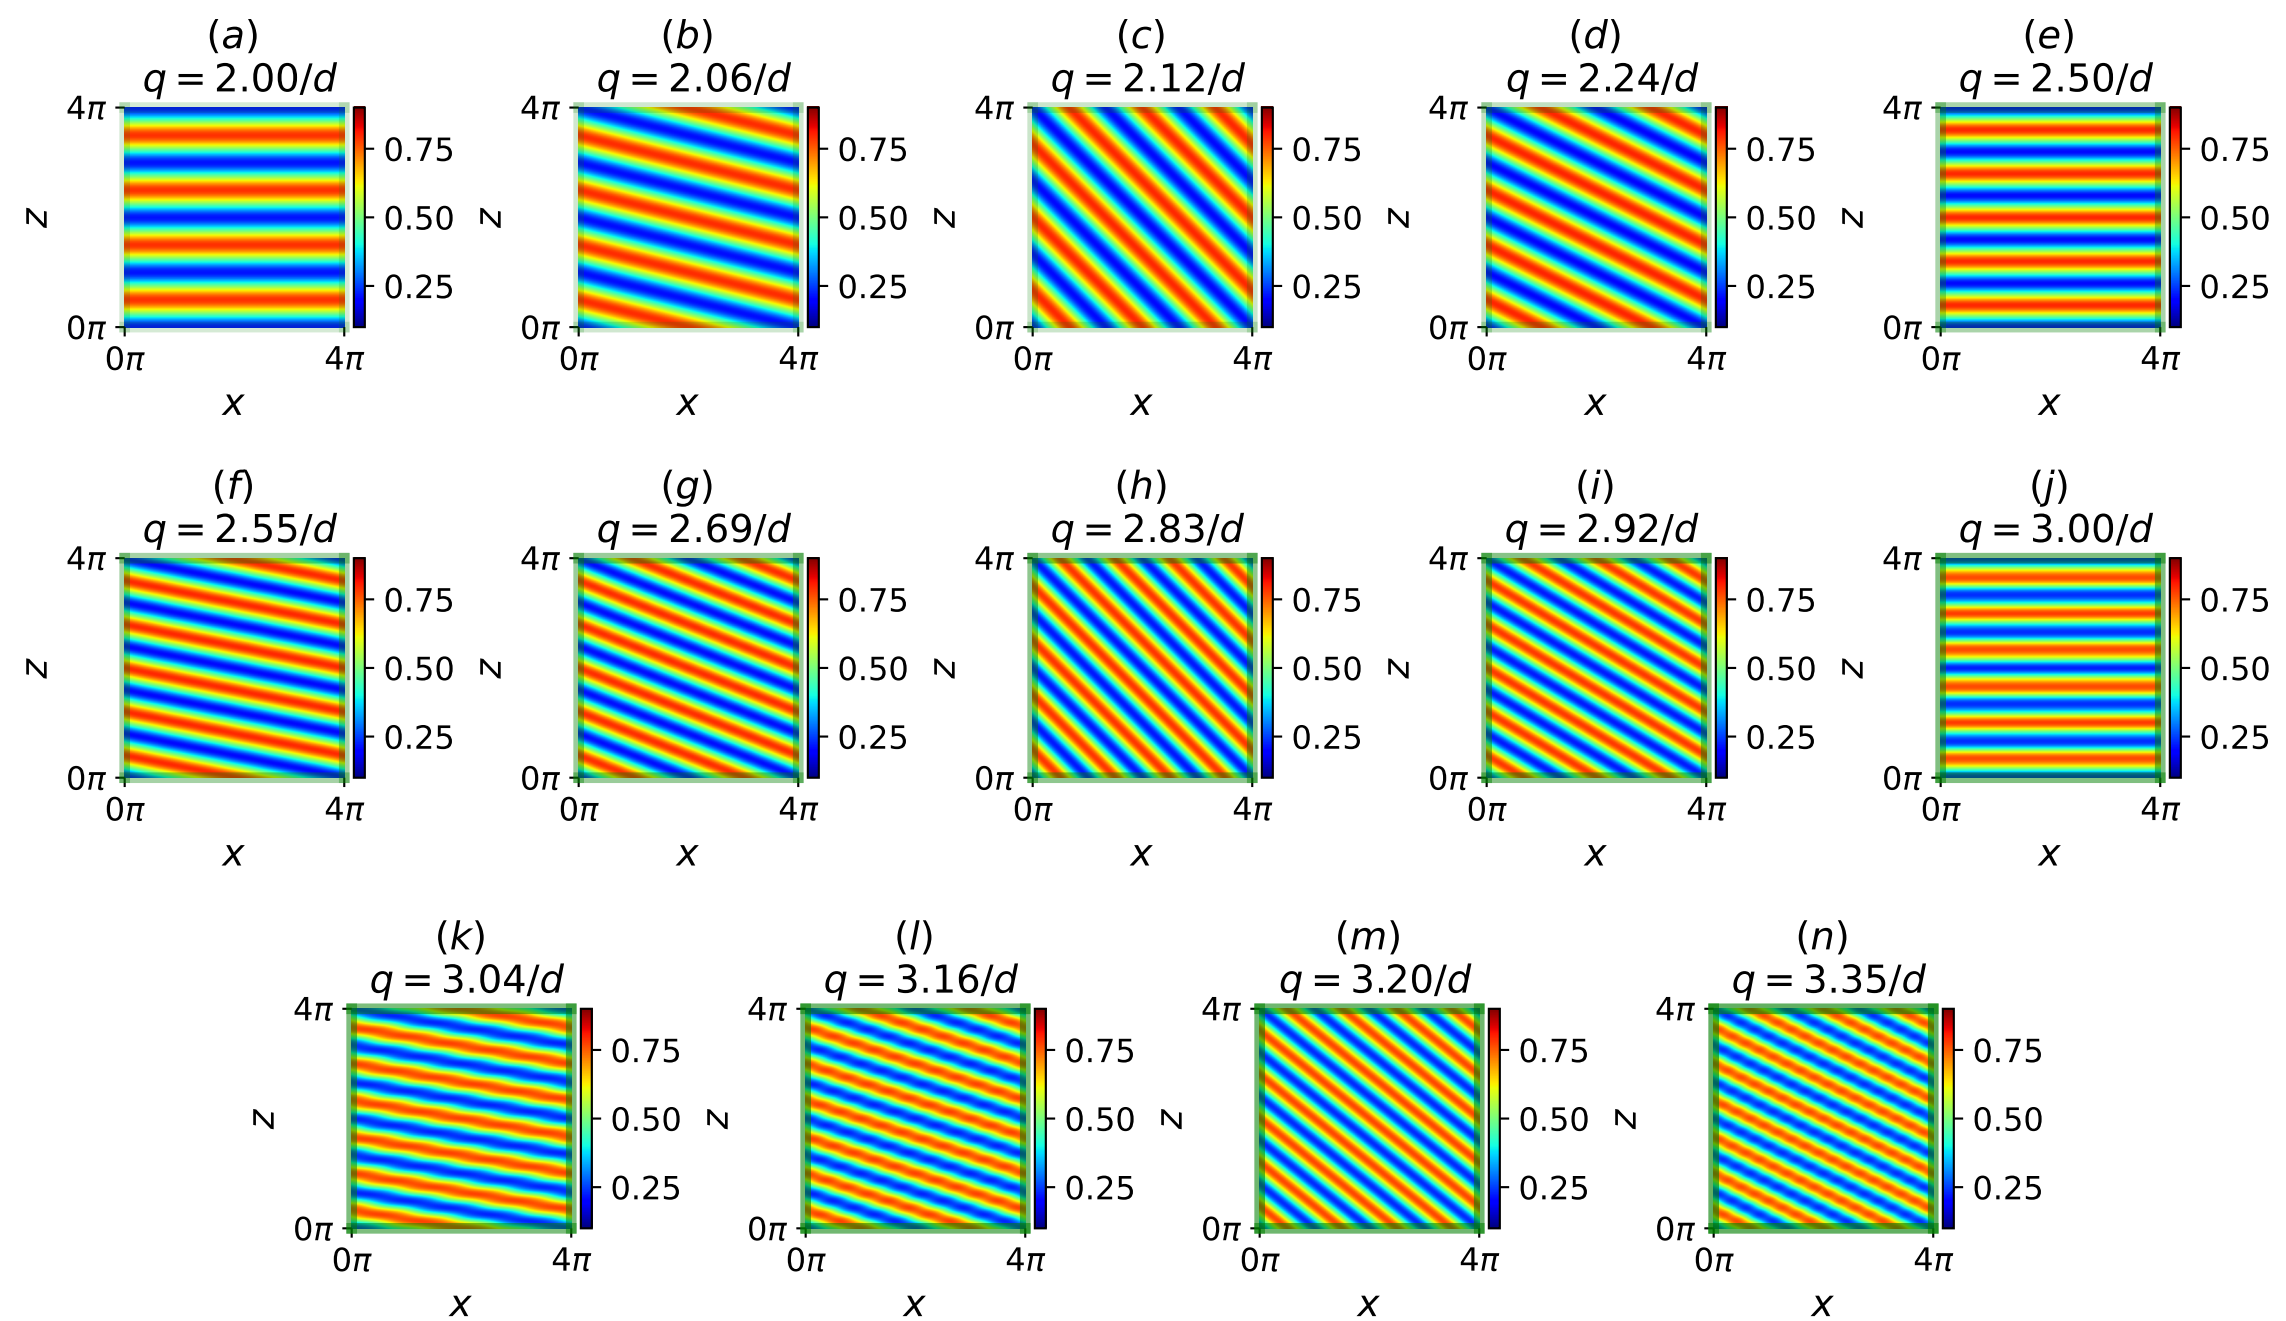 (a) (b) (c) (d) (e)
q = 2.00/d q = 2.06/d q = 2.12/d q = 2.24/d q = 2.50/d
4π 4π 4π 4π 4π
0.75 0.75 0.75 0.75 0.75
z 0.50 z 0.50 z 0.50 z 0.50 z 0.50
0.25 0.25 0.25 0.25 0.25
0π 0π 0π 0π 0π
0π 4π 0π 4π 0π 4π 0π 4π 0π 4π
x x x x x
(f) (g) (h) (i) (j)
q = 2.55/d q = 2.69/d q = 2.83/d q = 2.92/d q = 3.00/d
4π 4π 4π 4π 4π
0.75 0.75 0.75 0.75 0.75
z 0.50 z 0.50 z 0.50 z 0.50 z 0.50
0.25 0.25 0.25 0.25 0.25
0π 0π 0π 0π 0π
0π 4π 0π 4π 0π 4π 0π 4π 0π 4π
x x x x x
(k) (l) (m) (n)
q = 3.04/d q = 3.16/d q = 3.20/d q = 3.35/d
4π 4π 4π 4π
0.75 0.75 0.75 0.75
z 0.50 z 0.50 z 0.50 z 0.50
0.25 0.25 0.25 0.25
0π 0π 0π 0π
0π 4π 0π 4π 0π 4π 0π 4π
x x x x